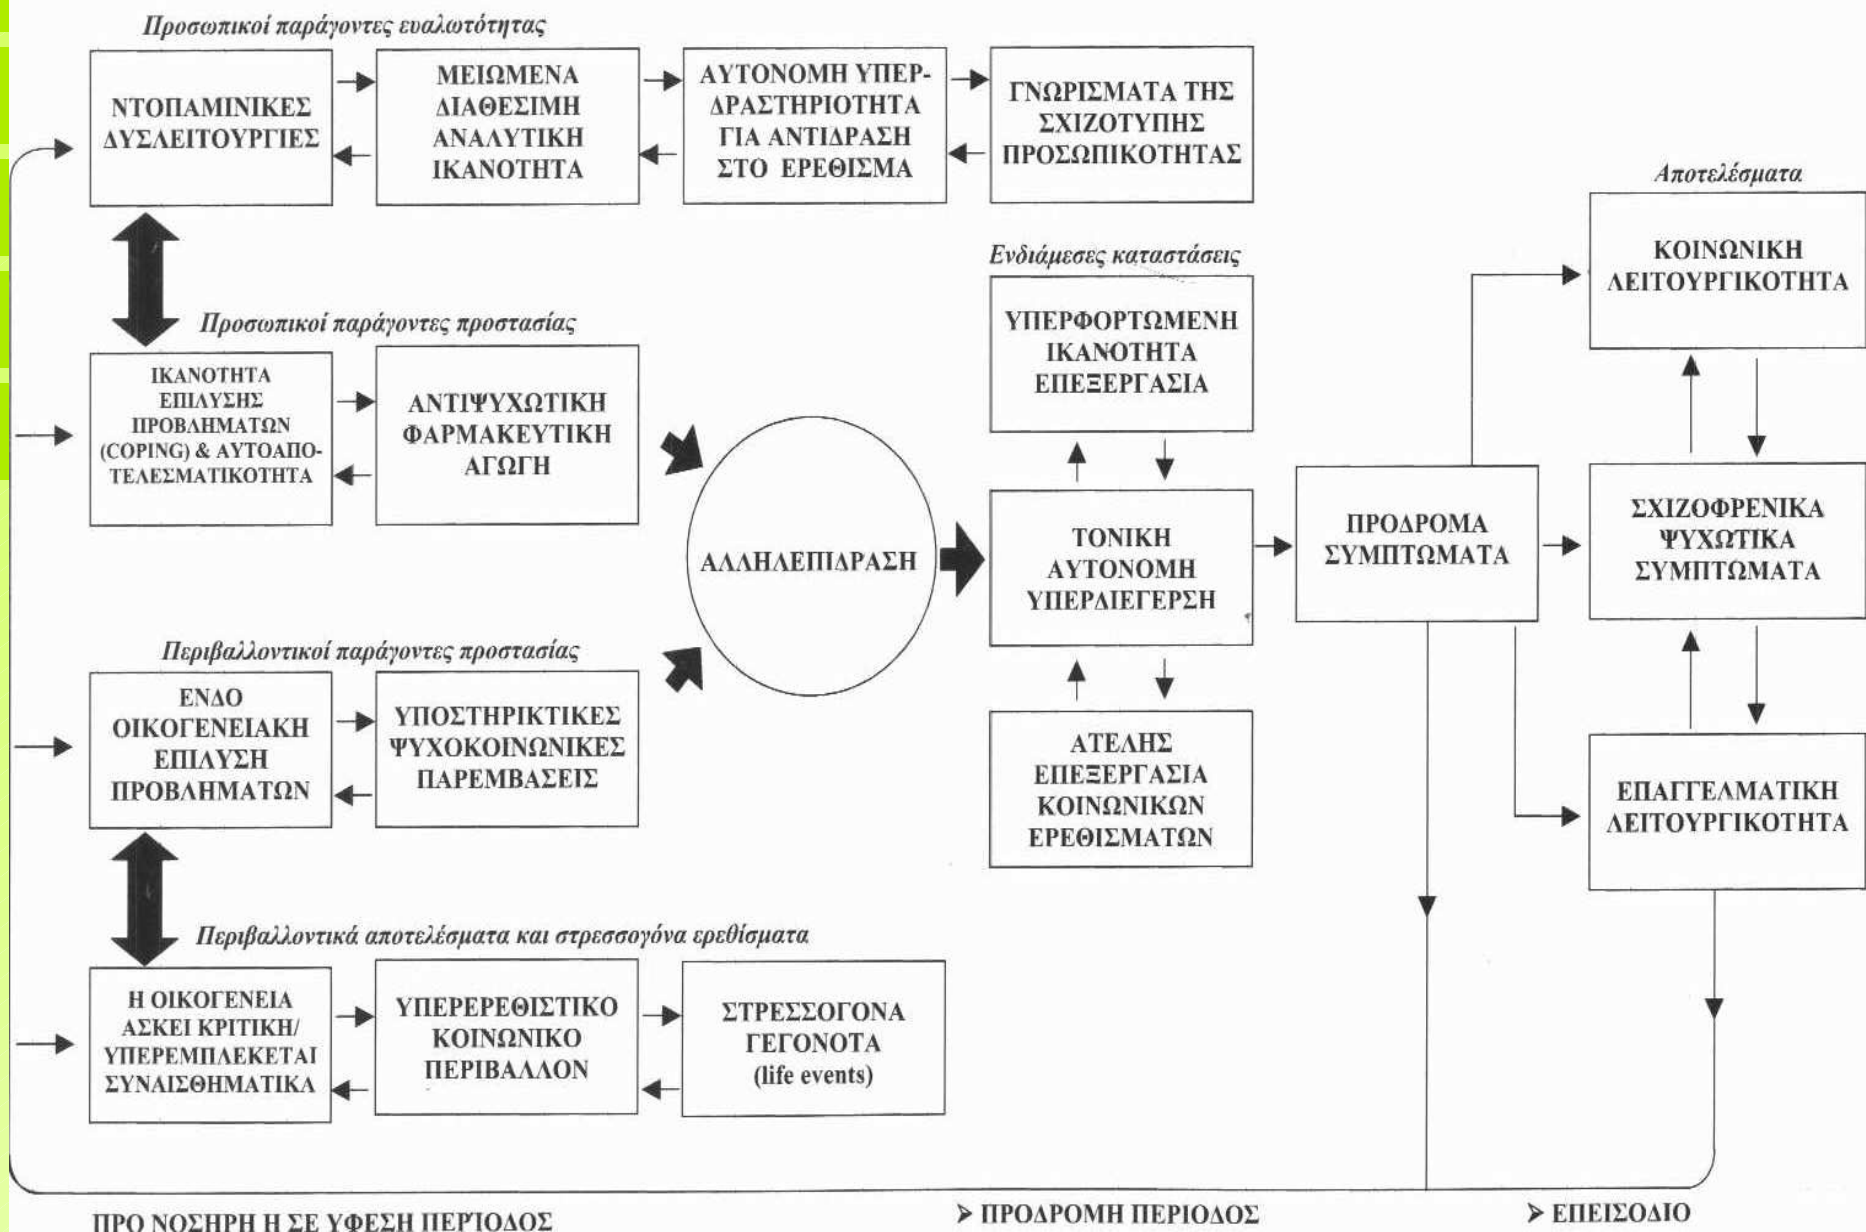 Προσωπικοί παράγοντες ευαλωτότητας
ΝΤΟΠΑΜΙΝΙΚΕΣ
ΔΥΣΛΕΙΤΟΥΡΓΙΕΣ
ΜΕΙΩΜΕΝΑ
ΔΙΑΘΕΣΙΜΗ
ΑΝΑΛΥΤΙΚΗ
ΙΚΑΝΟΤΗΤΑ
ΑΥΤΟΝΟΜΗ ΥΠΕΡ-
ΔΡΑΣΤΗΡΙΟΤΗΤΑ
ΓΙΑ ΑΝΤΙΔΡΑΣΗ
ΣΤΟ ΕΡΕΘΙΣΜΑ
ΓΝΩΡΙΣΜΑΤΑ ΤΗΣ
ΣΧΙΖΟΤΥΠΗΣ
ΠΡΟΣΩΠΙΚΟΤΗΤΑΣ
Προσωπικοί παράγοντες προστασίας
ΙΚΑΝΟΤΗΤΑ
ΕΠΙΛΥΣΗΣ
ΠΡΟΒΛΗΜΑΤΩΝ
(COPING) & ΑΥΤΟΑΠΟ-
ΤΕΛΕΣΜΑΤΙΚΟΤΗΤΑ
ΑΝΤΙΨΥΧΩΤΙΚΗ
ΦΑΡΜΑΚΕΥΤΙΚΗ
ΑΓΩΓΗ
ΑΛΛΗΛΕΠΙΔΡΑΣΗ
Περιβαλλοντικοί παράγοντες προστασίας
ΕΝΔΟ
ΟΙΚΟΓΕΝΕΙΑΚΗ
ΕΠΙΛΥΣΗ
ΠΡΟΒΛΗΜΑΤΩΝ
ΥΠΟΣΤΗΡΙΚΤΙΚΕΣ
ΨΥΧΟΚΟΙΝΩΝΙΚΕΣ
ΠΑΡΕΜΒΑΣΕΙΣ
Περιβαλλοντικά αποτελέσματα και στρεσσογόνα ερεθίσματα
Η ΟΙΚΟΓΕΝΕΙΑ
ΑΣΚΕΙ ΚΡΙΤΙΚΗ/
ΥΠΕΡΕΜΠΛΕΚΕΤΑΙ
ΣΥΝΑΙΣΘΗΜΑΤΙΚΑ
ΥΠΕΡΕΡΕΘΙΣΤΙΚΟ
ΚΟΙΝΩΝΙΚΟ
ΠΕΡΙΒΑΛΛΟΝ
ΣΤΡΕΣΣΟΓΟΝΑ
ΓΕΓΟΝΟΤΑ
(life events)
Ενδιάμεσες καταστάσεις
ΥΠΕΡΦΟΡΤΩΜΕΝΗ
ΙΚΑΝΟΤΗΤΑ
ΕΠΕΞΕΡΓΑΣΙΑ
ΤΟΝΙΚΗ
ΑΥΤΟΝΟΜΗ
ΥΠΕΡΔΙΕΓΕΡΣΗ
ΑΤΕΛΗΣ
ΕΠΕΞΕΡΓΑΣΙΑ
ΚΟΙΝΩΝΙΚΩΝ
ΕΡΕΘΙΣΜΑΤΩΝ
ΠΡΟΔΡΟΜΑ
ΣΥΜΠΤΩΜΑΤΑ
Αποτελέσματα
ΚΟΙΝΩΝΙΚΗ
ΛΕΙΤΟΥΡΓΙΚΟΤΗΤΑ
ΣΧΙΖΟΦΡΕΝΙΚΑ
ΨΥΧΩΤΙΚΑ
ΣΥΜΠΤΩΜΑΤΑ
ΕΠΑΓΓΕΛΜΑΤΙΚΗ
ΛΕΙΤΟΥΡΓΙΚΟΤΗΤΑ
ΠΡΟ ΝΟΣΗΡΗ Η ΣΕ ΥΦΕΣΗ ΠΕΡΊΟΔΟΣ
➢ ΠΡΟΔΡΟΜΗ ΠΕΡΙΟΔΟΣ
➢ ΕΠΕΙΣΟΔΙΟ